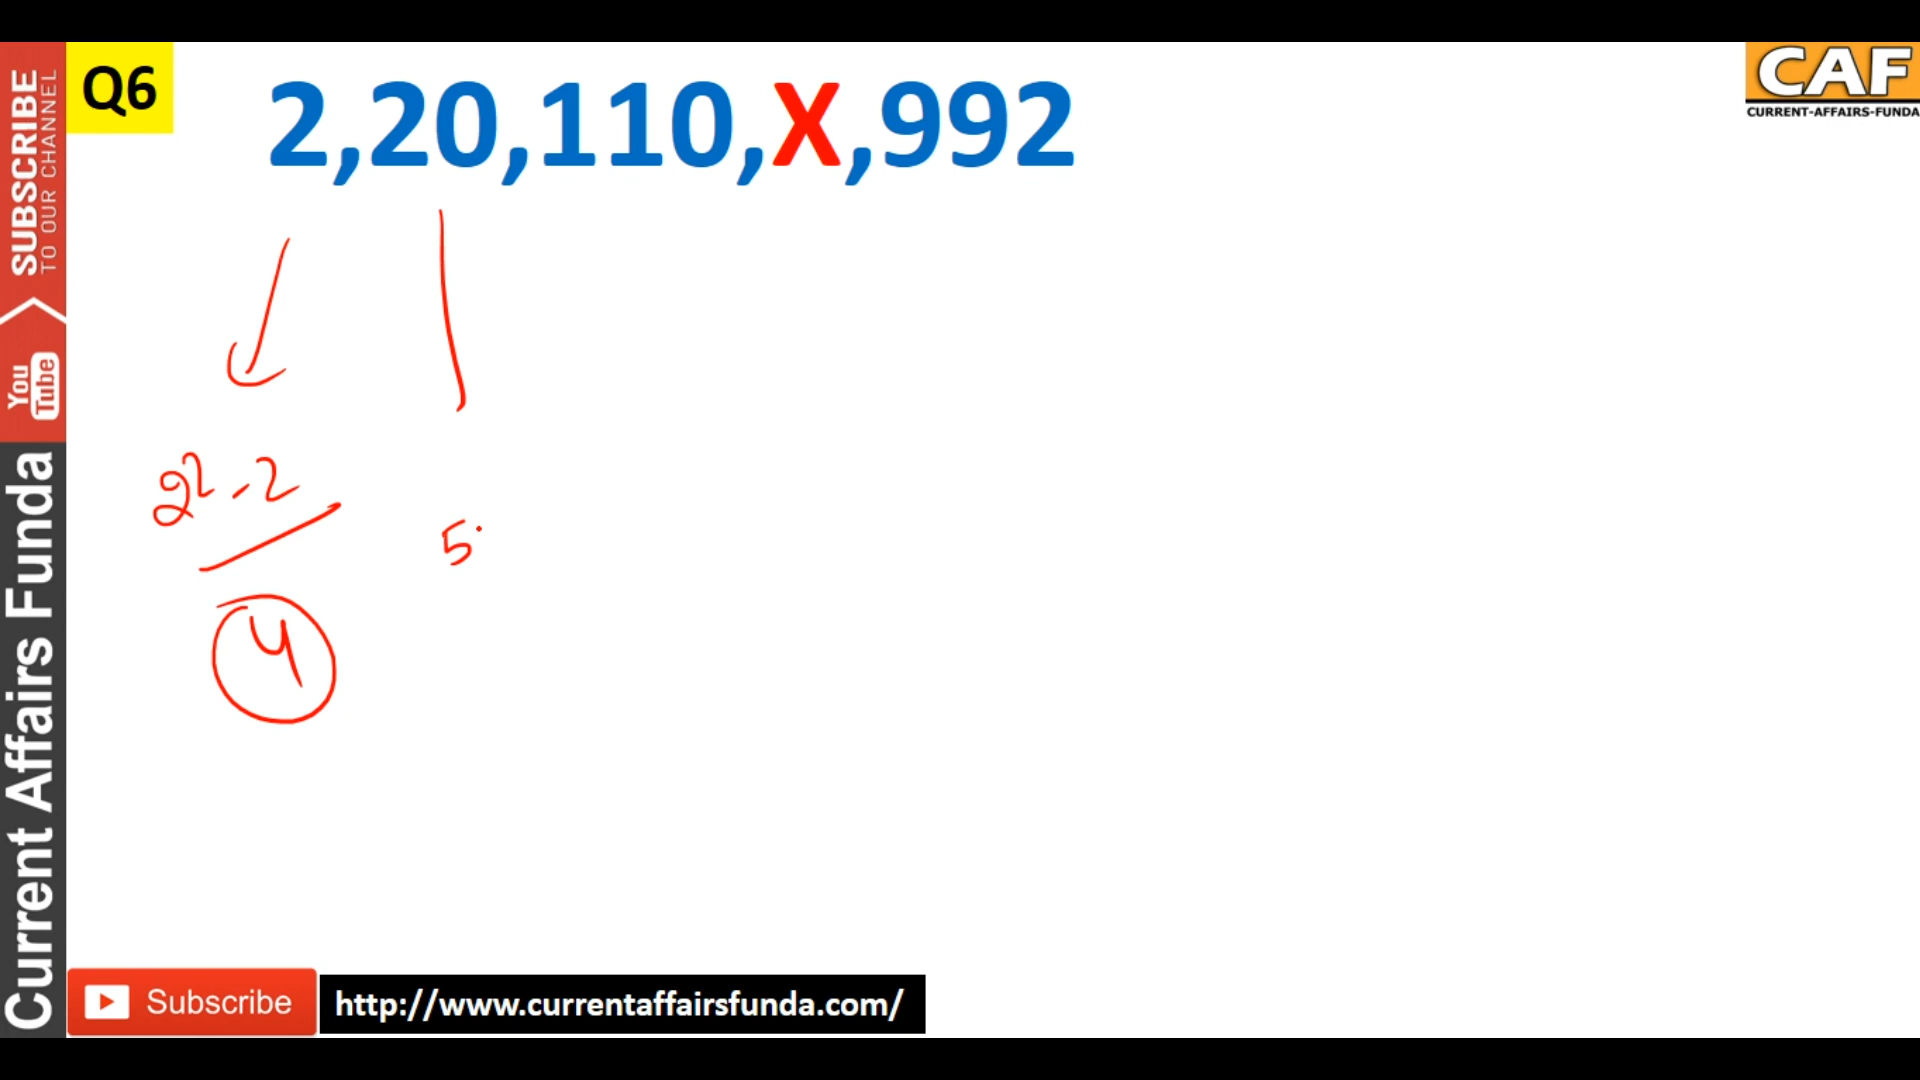 Q6
2,20,110,X,992
CAF
CURRENT-AFFAIRS-FUNDA
SUBSCRIBE
TO OUR CHANNEL
You
Tube
Current Affairs Funda
2² - 2
4
5
Subscribe
http://www.currentaffairsfunda.com/